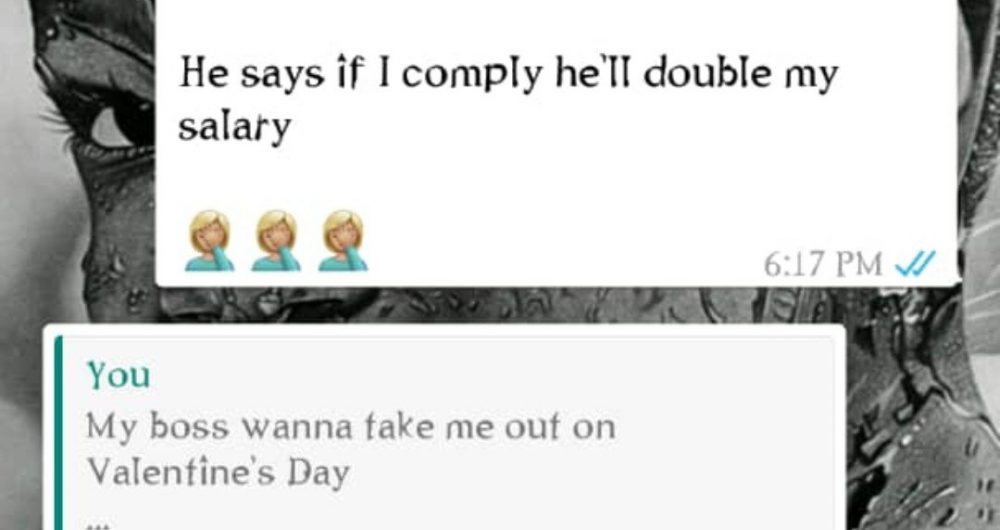 He says if I comply he'll double my
salary
6:17 PM
You
My boss wanna take me out on
Valentine's Day
...